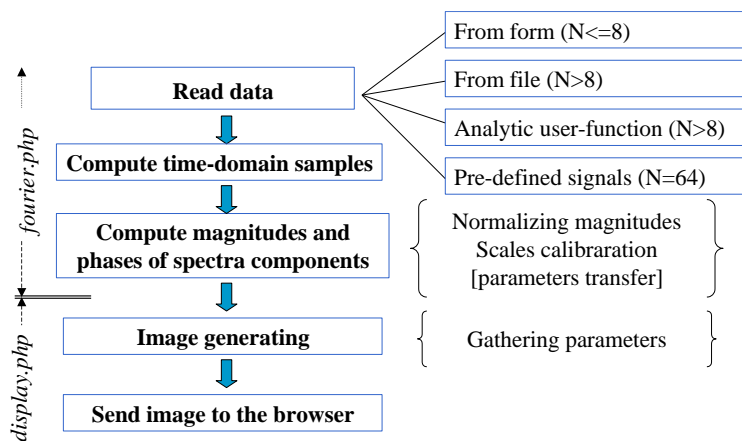 From form (N<=8)
From file (N>8)
Read data
Analytic user-function (N>8)
Compute time-domain samples
Pre-defined signals (N=64)
fourier.php
Compute magnitudes and
phases of spectra components
Normalizing magnitudes
Scales calibraration
[parameters transfer]
display.php
Image generating
Gathering parameters
Send image to the browser